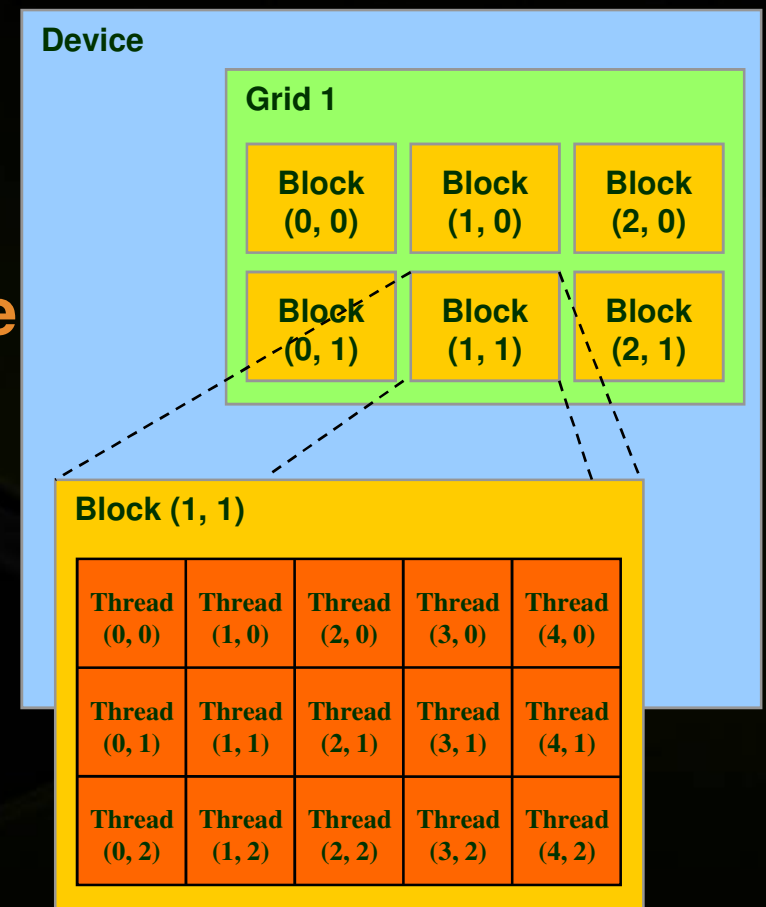 Device
Grid 1
Block Block Block
(0, 0) (1, 0) (2, 0)
e
Block Block Block
(0, 1) (1, 1) (2, 1)
Block (1, 1)
Thread Thread Thread Thread Thread
(0, 0) (1, 0) (2, 0) (3, 0) (4, 0)
Thread Thread Thread Thread Thread
(0, 1) (1, 1) (2, 1) (3, 1) (4, 1)
Thread Thread Thread Thread Thread
(0, 2) (1, 2) (2, 2) (3, 2) (4, 2)